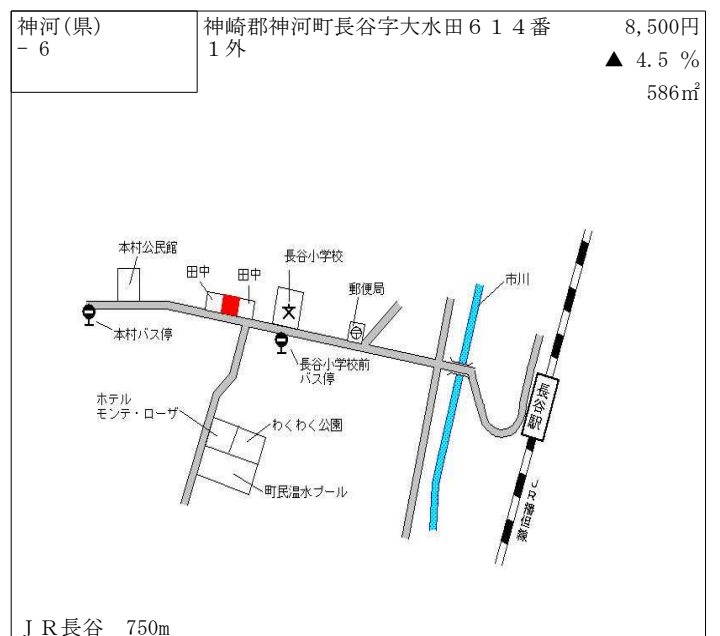 神河(県)
- 6
神崎郡神河町長谷字大水田６１４番
１外
8,500円
▲ 4.5 %
586㎡
本村公民館
田中
田中
長谷小学校
郵便局
市川
本村バス停
長谷小学校前
バス停
ホテル
モンテ・ローザ
わくわく公園
町民温水プール
長谷駅
ＪＲ播但線
ＪＲ長谷　750m